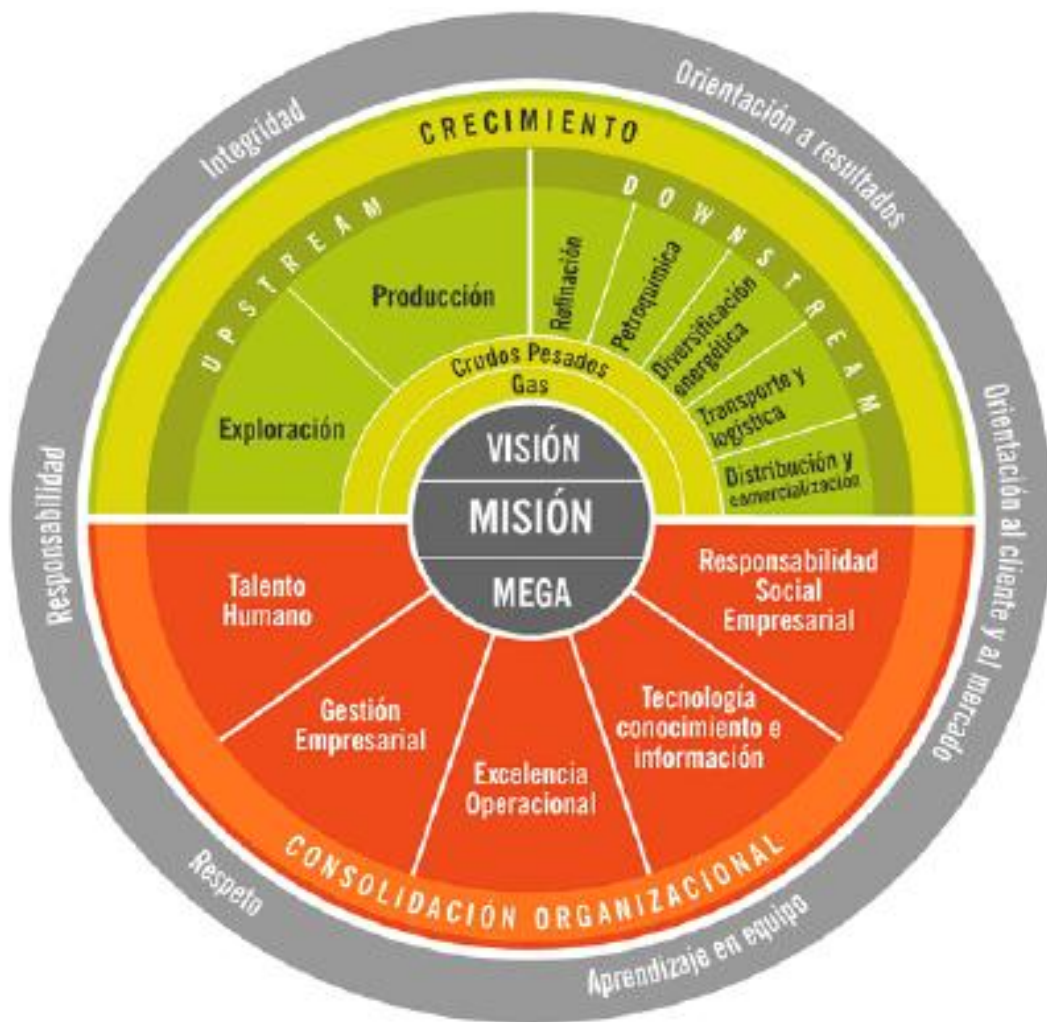 Integridad
Orientación a resultados
Orientación al cliente y al mercado
Aprendizaje en equipo
Respeto
Responsabilidad
CRECIMIENTO
UPSTREAM
DOWNSTREAM
Exploración
Producción
Refinación
Petroquímica
Diversificación
energética
Transporte y
logística
Distribución y
comercialización
Crudos Pesados
Gas
VISIÓN
MISIÓN
MEGA
Talento
Humano
Gestión
Empresarial
Excelencia
Operacional
Tecnología
conocimiento e
información
Responsabilidad
Social
Empresarial
CONSOLIDACIÓN ORGANIZACIONAL